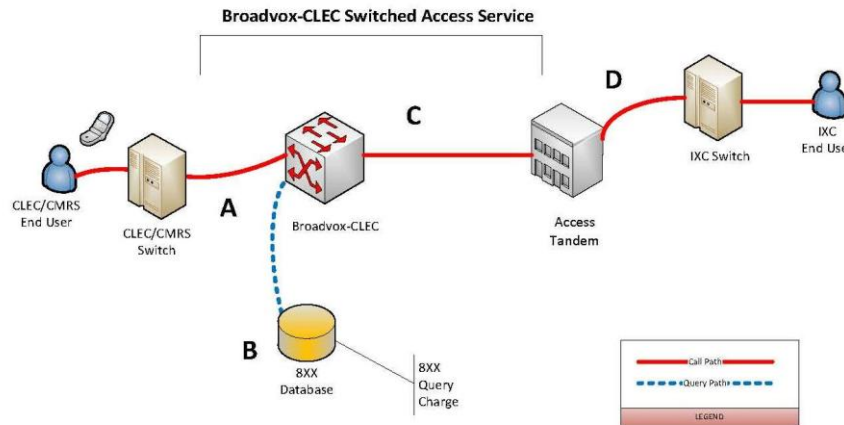 Broadvox-CLEC Switched Access Service
D
C
IXC Switch
IXC
End User
CLEC/CMRS
End User
CLEC/CMRS
Switch
A
Broadvox-CLEC
Access
Tandem
B
8XX
Database
8XX
Query
Charge
Call Path
Query Path
LEGEND